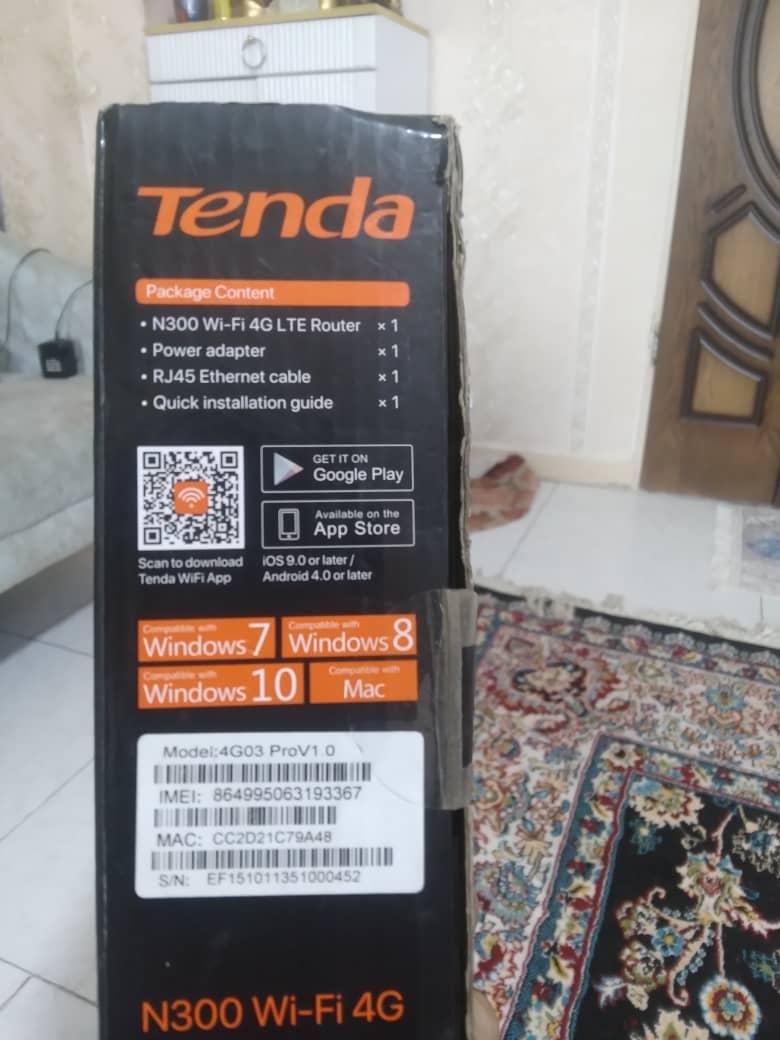 Tenda
Package Content
• N300 Wi-Fi 4G LTE Router × 1
• Power adapter × 1
• RJ45 Ethernet cable × 1
• Quick installation guide × 1
GET IT ON
Google Play
Available on the
App Store
Scan to download
Tenda WiFi App
iOS 9.0 or later /
Android 4.0 or later
Compatible with
Windows 7
Compatible with
Windows 8
Compatible with
Windows 10
Compatible with
Mac
Model:4G03 ProV1.0
IMEI: 864995063193367
MAC: CC2D21C79A48
S/N: EF151011351000452
N300 Wi-Fi 4G